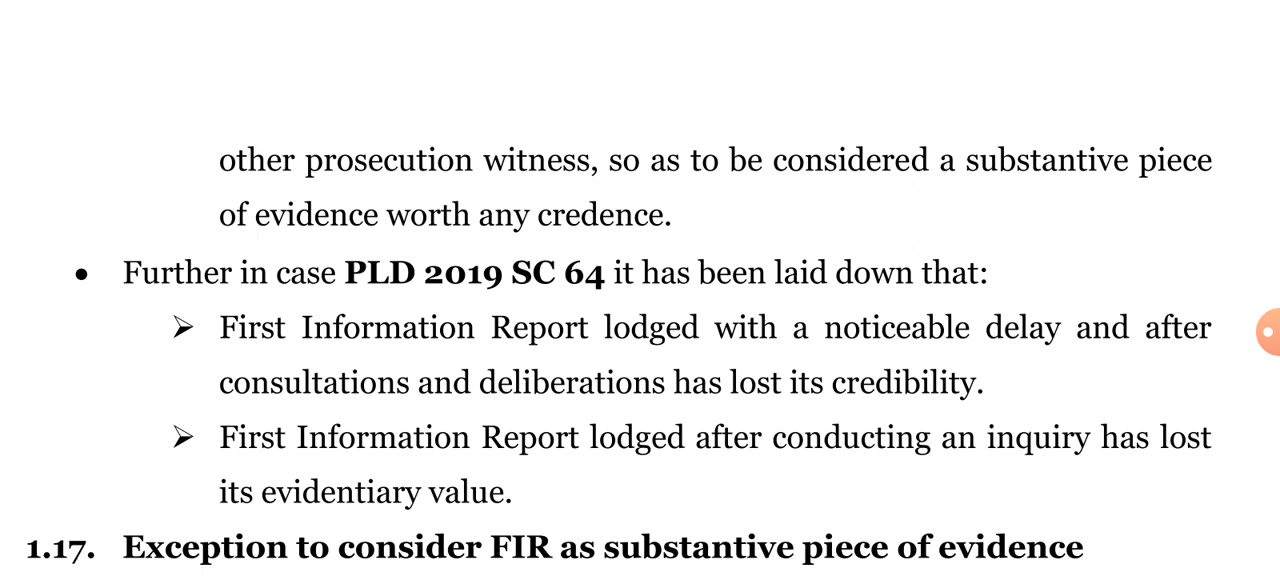 other prosecution witness, so as to be considered a substantive piece
of evidence worth any credence.
• Further in case PLD 2019 SC 64 it has been laid down that:
➢ First Information Report lodged with a noticeable delay and after
consultations and deliberations has lost its credibility.
➢ First Information Report lodged after conducting an inquiry has lost
its evidentiary value.
1.17. Exception to consider FIR as substantive piece of evidence